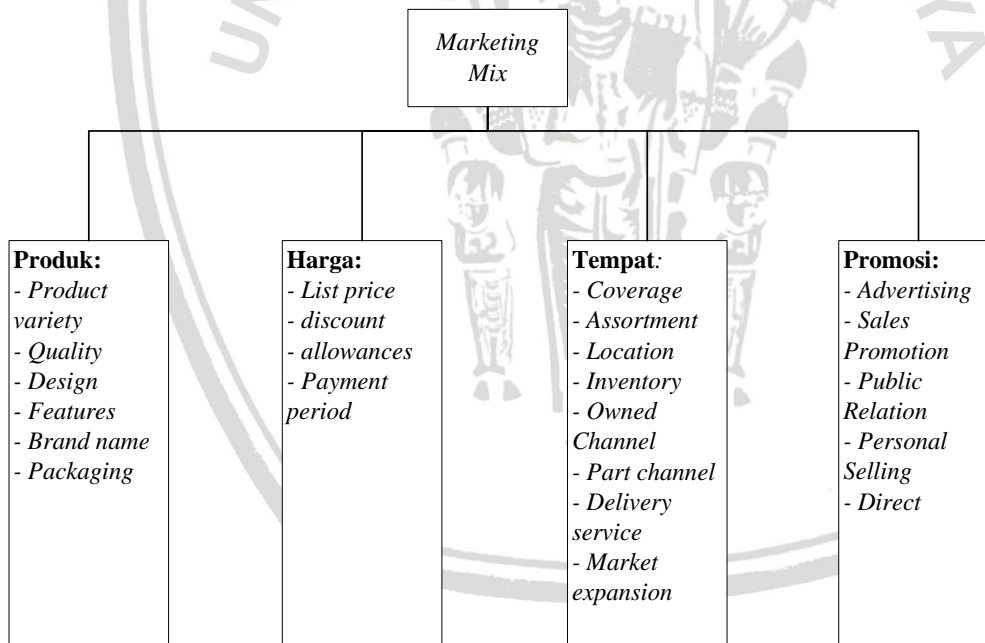 Marketing
Mix
Produk:
- Product
variety
- Quality
- Design
- Features
- Brand name
- Packaging
Harga:
- List price
- discount
- allowances
- Payment
period
Tempat:
- Coverage
- Assortment
- Location
- Inventory
- Owned
Channel
- Part channel
- Delivery
service
- Market
expansion
Promosi:
- Advertising
- Sales
Promotion
- Public
Relation
- Personal
Selling
- Direct